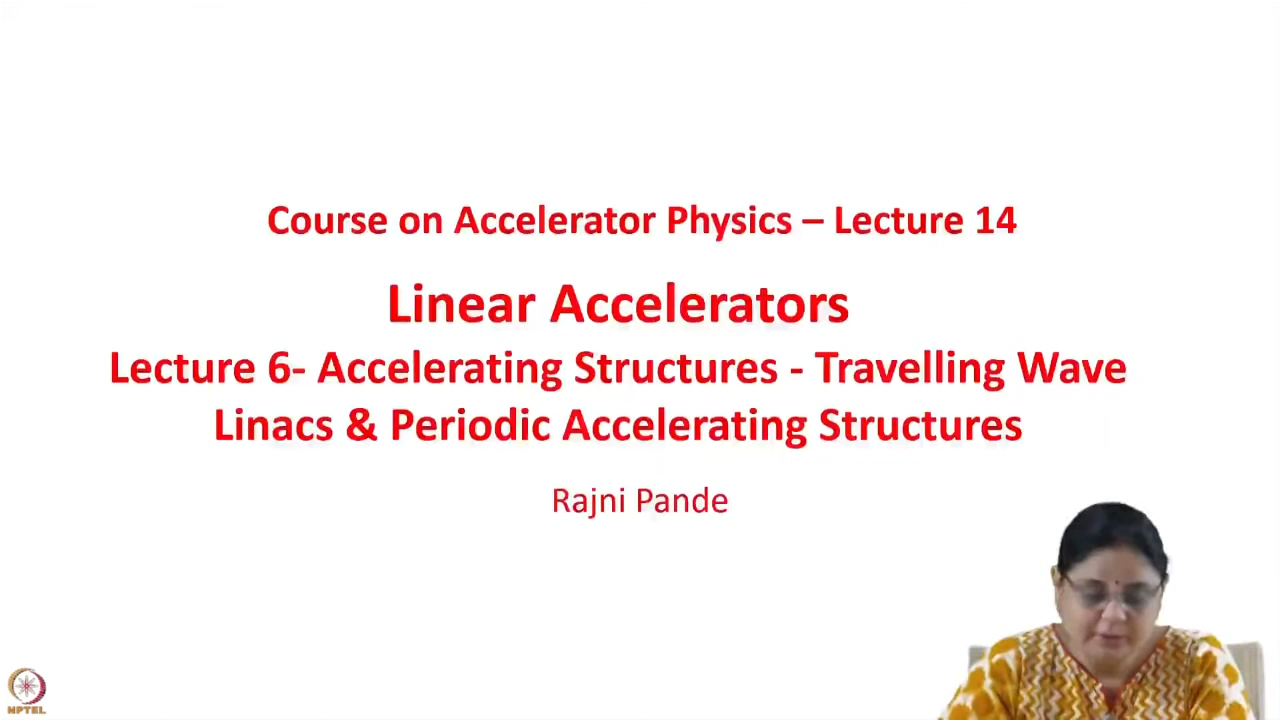 Course on Accelerator Physics – Lecture 14
Linear Accelerators
Lecture 6- Accelerating Structures - Travelling Wave
Linacs & Periodic Accelerating Structures
Rajni Pande
NPTEL